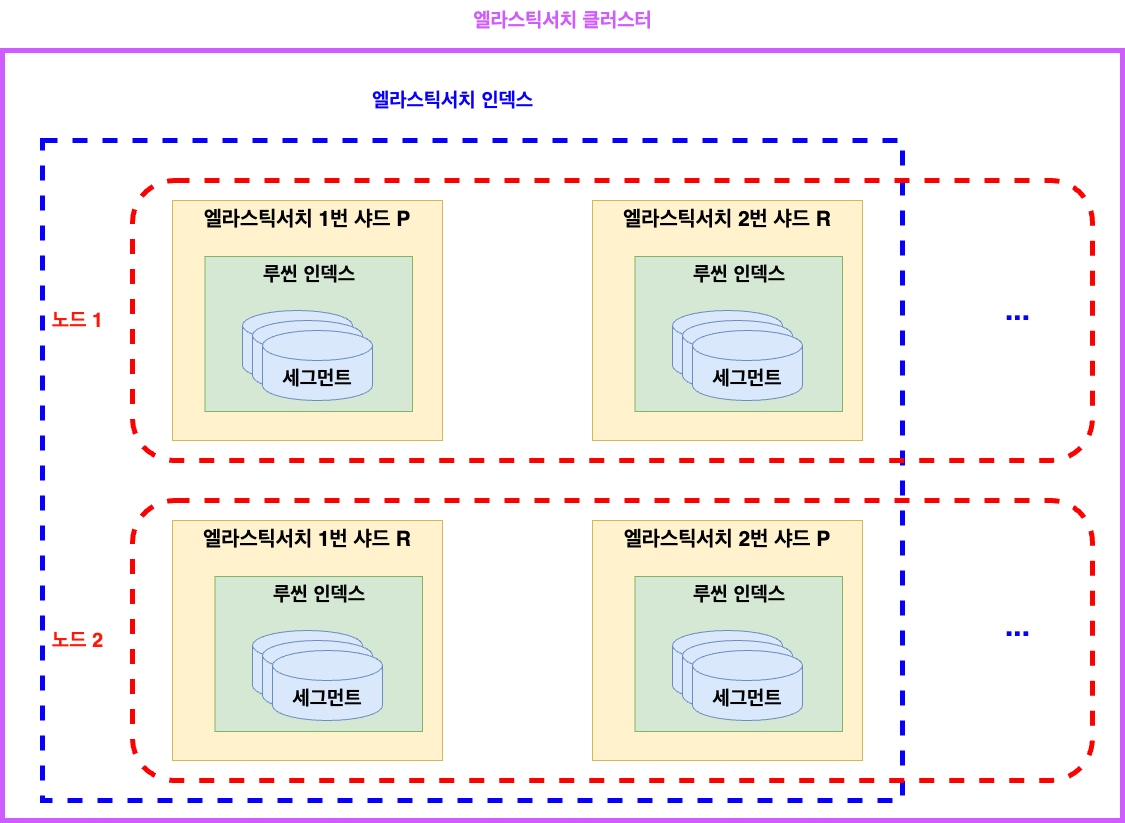 엘라스틱서치 클러스터
엘라스틱서치 인덱스
엘라스틱서치 1번 샤드 P
엘라스틱서치 2번 샤드 R
루씬 인덱스
루씬 인덱스
노드 1
...
세그먼트
세그먼트
엘라스틱서치 1번 샤드 R
엘라스틱서치 2번 샤드 P
루씬 인덱스
루씬 인덱스
노드 2
...
세그먼트
세그먼트